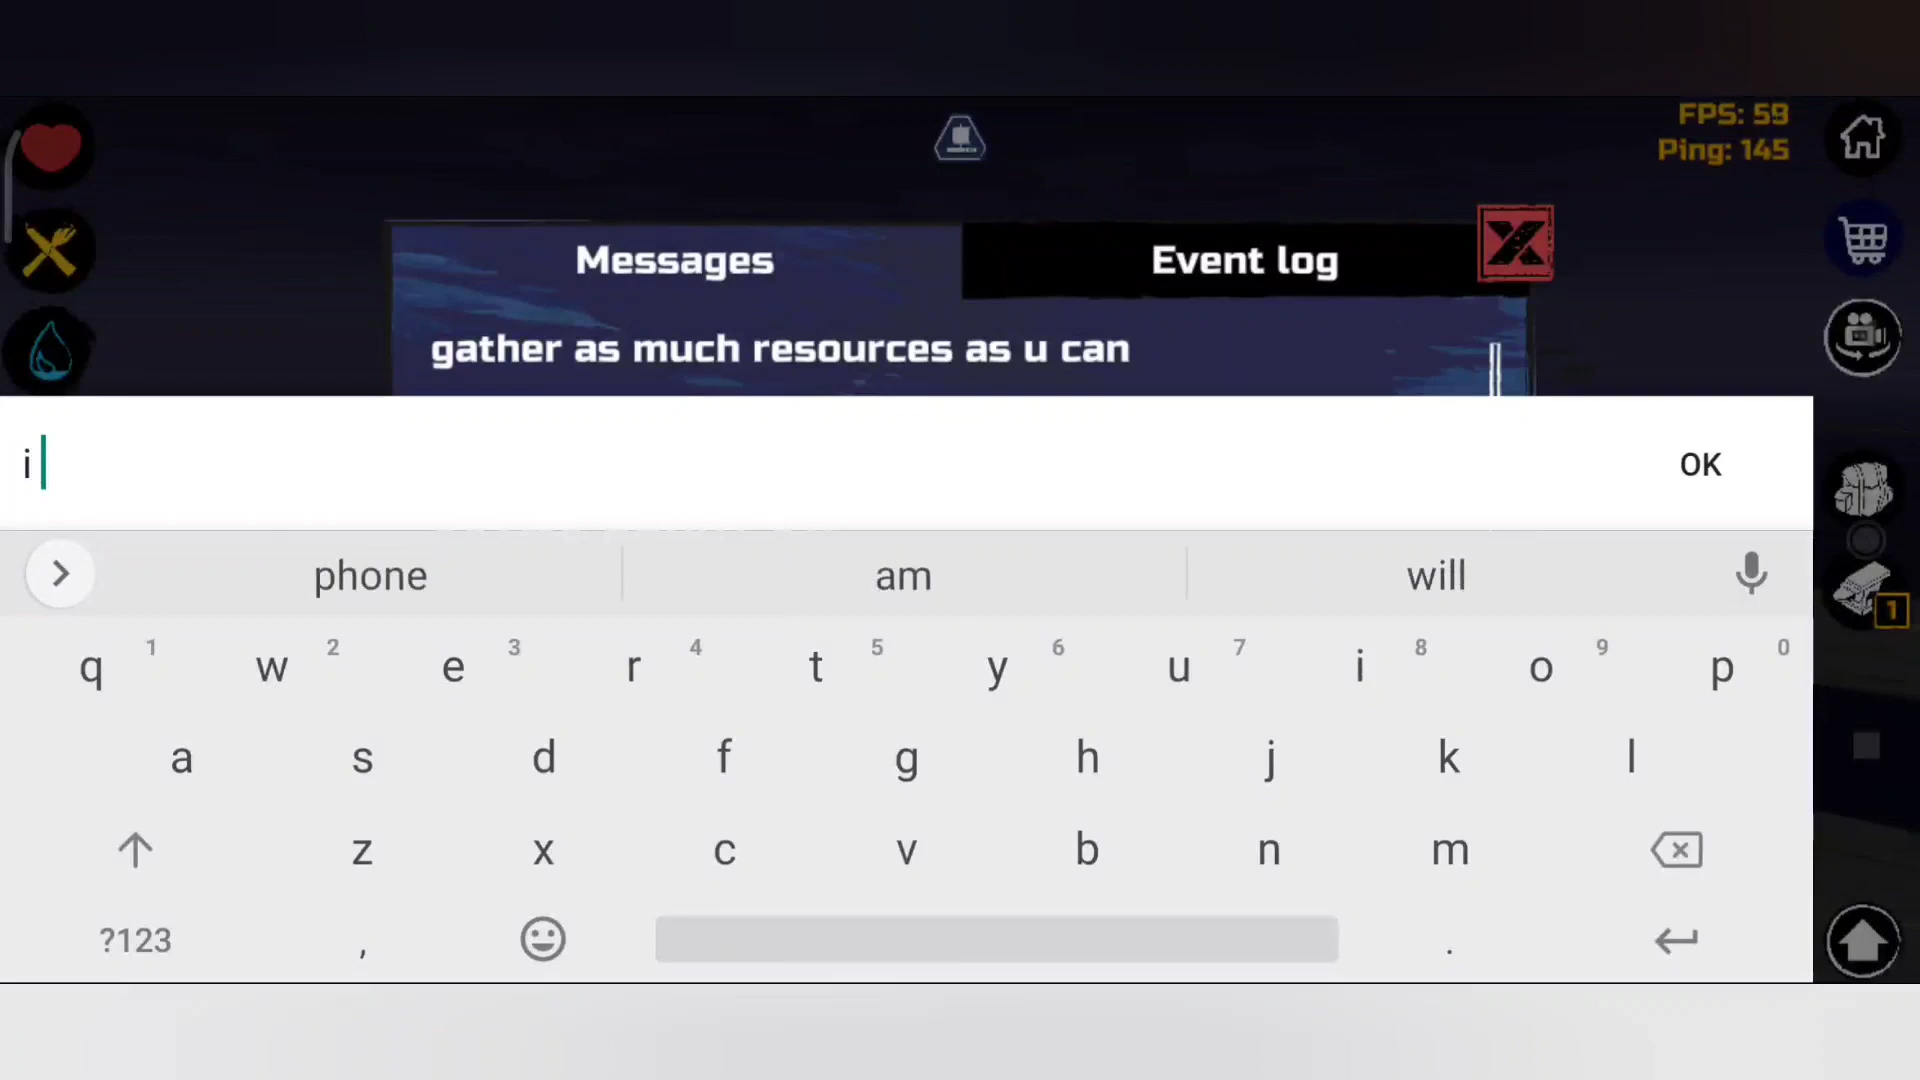 FPS: 59
Ping: 145
Messages
Event log
gather as much resources as u can
i
OK
phone
am
will
1
q 1 w 2 e 3 r 4 t 5 y 6 u 7 i 8 o 9 p 0
a s d f g h j k l
z x c v b n m
?123 , .